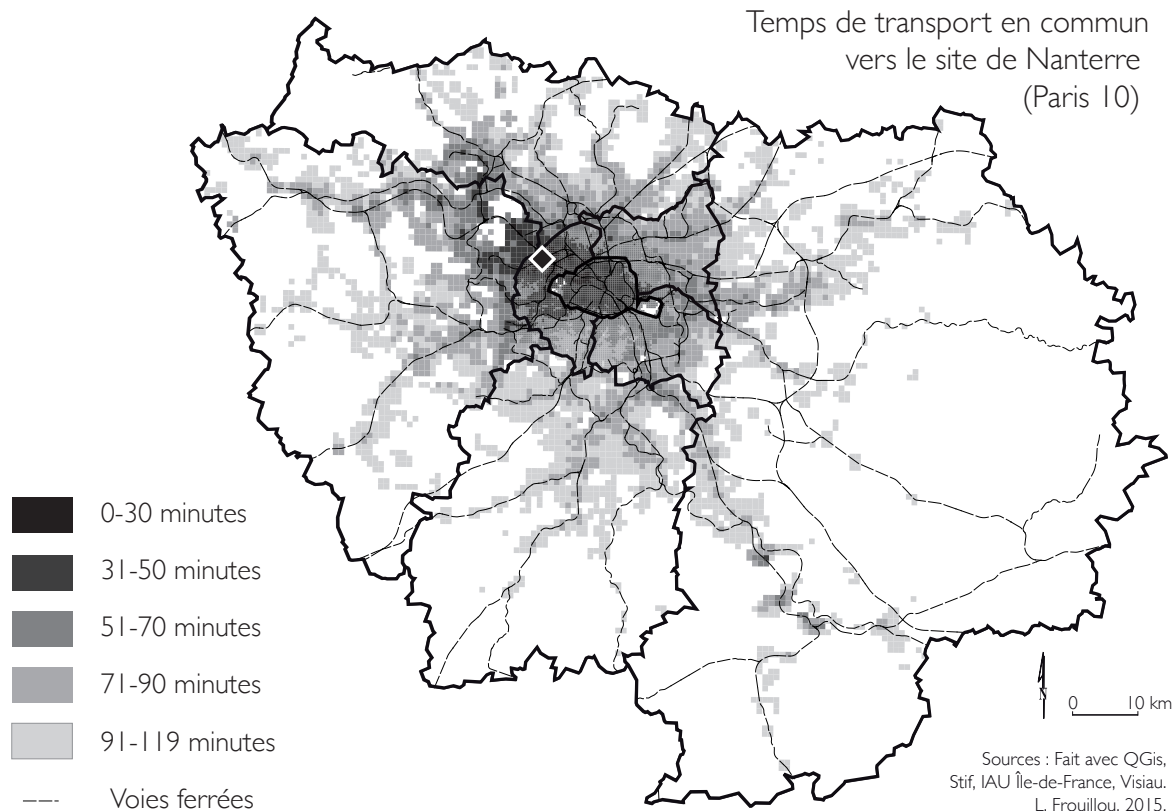 Temps de transport en commun
vers le site de Nanterre
(Paris 10)
0-30 minutes
31-50 minutes
51-70 minutes
71-90 minutes
91-119 minutes
Voies ferrées
N
0 10 km
Sources : Fait avec QGis,
Stif, IAU Île-de-France, Visiau.
L. Frouillou, 2015.